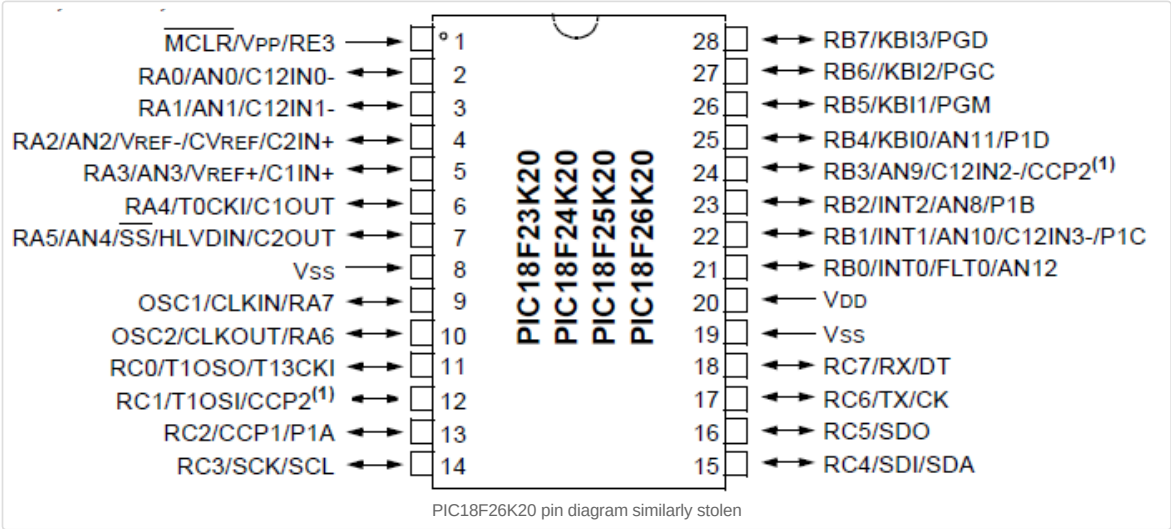 MCLR/VPP/RE3
RA0/AN0/C12IN0-
RA1/AN1/C12IN1-
RA2/AN2/VREF-/CVREF/C2IN+
RA3/AN3/VREF+/C1IN+
RA4/T0CKI/C1OUT
RA5/AN4/SS/HLVDIN/C2OUT
VSS
OSC1/CLKIN/RA7
OSC2/CLKOUT/RA6
RC0/T1OSO/T13CKI
RC1/T1OSI/CCP2(1)
RC2/CCP1/P1A
RC3/SCK/SCL
1
2
3
4
5
6
7
8
9
10
11
12
13
14
PIC18F23K20
PIC18F24K20
PIC18F25K20
PIC18F26K20
28
27
26
25
24
23
22
21
20
19
18
17
16
15
RB7/KBI3/PGD
RB6//KBI2/PGC
RB5/KBI1/PGM
RB4/KBI0/AN11/P1D
RB3/AN9/C12IN2-/CCP2(1)
RB2/INT2/AN8/P1B
RB1/INT1/AN10/C12IN3-/P1C
RB0/INT0/FLT0/AN12
VDD
VSS
RC7/RX/DT
RC6/TX/CK
RC5/SDO
RC4/SDI/SDA
PIC18F26K20 pin diagram similarly stolen